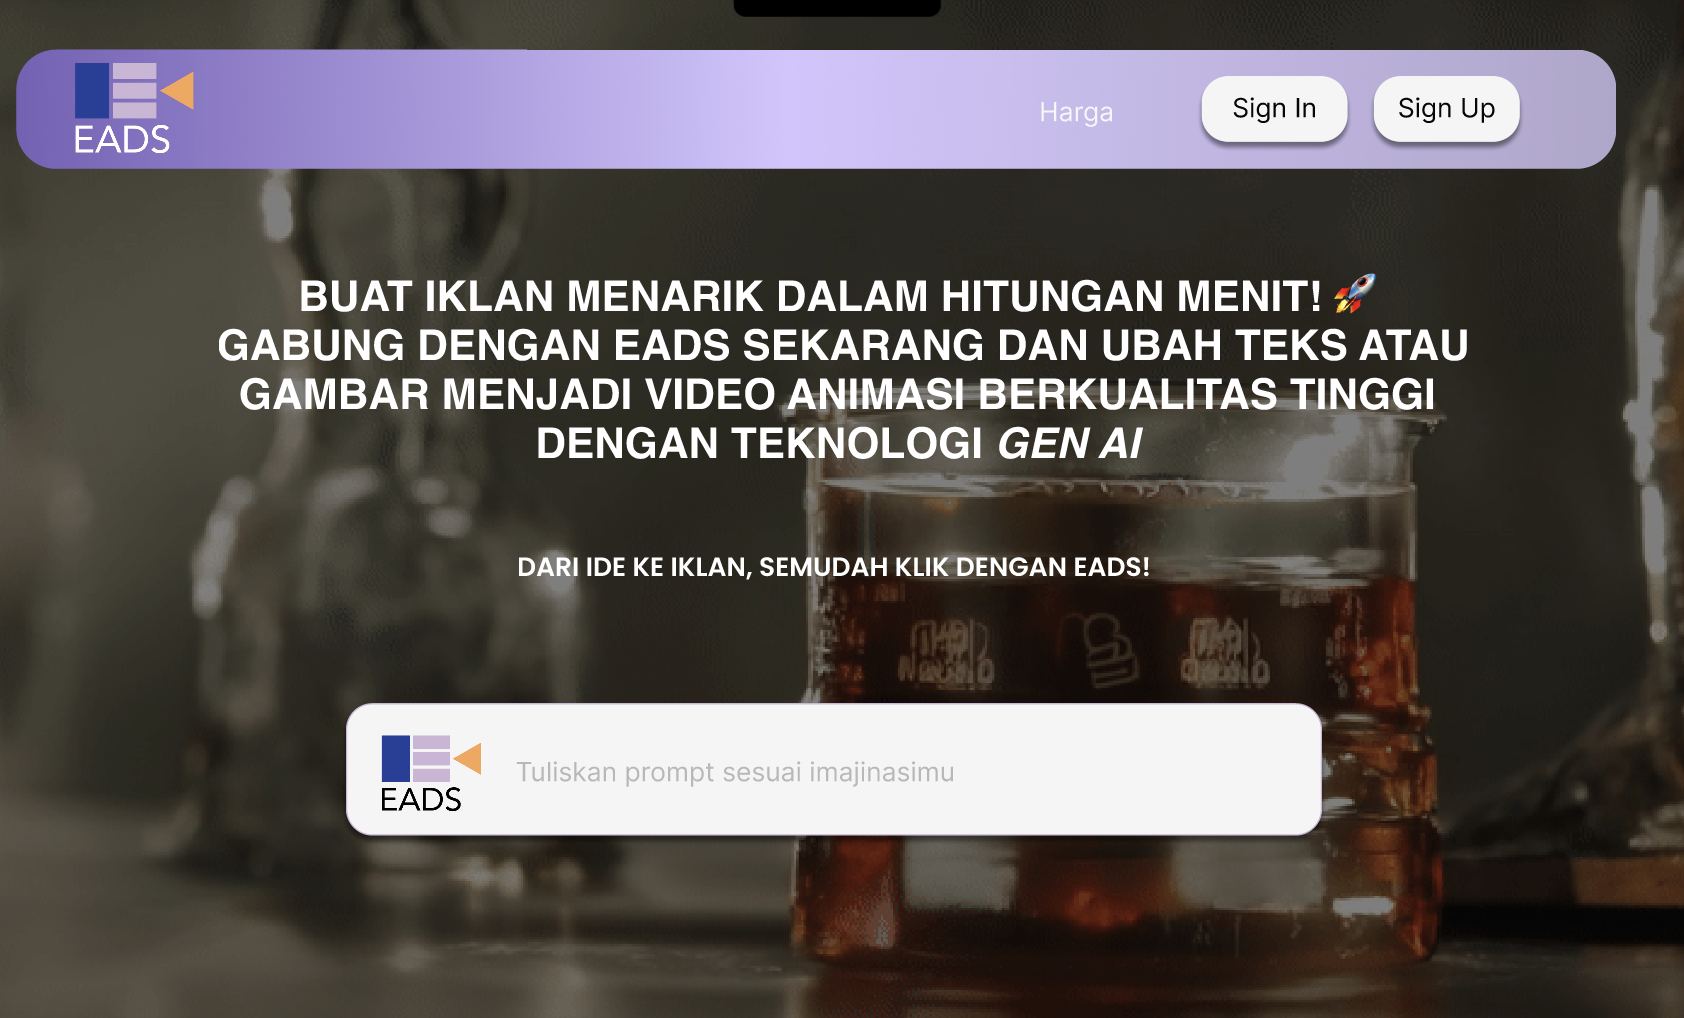 EADS
Harga
Sign In
Sign Up
BUAT IKLAN MENARIK DALAM HITUNGAN MENIT! 🚀
GABUNG DENGAN EADS SEKARANG DAN UBAH TEKS ATAU
GAMBAR MENJADI VIDEO ANIMASI BERKUALITAS TINGGI
DENGAN TEKNOLOGI GEN AI
DARI IDE KE IKLAN, SEMUDAH KLIK DENGAN EADS!
EADS
Tuliskan prompt sesuai imajinasimu